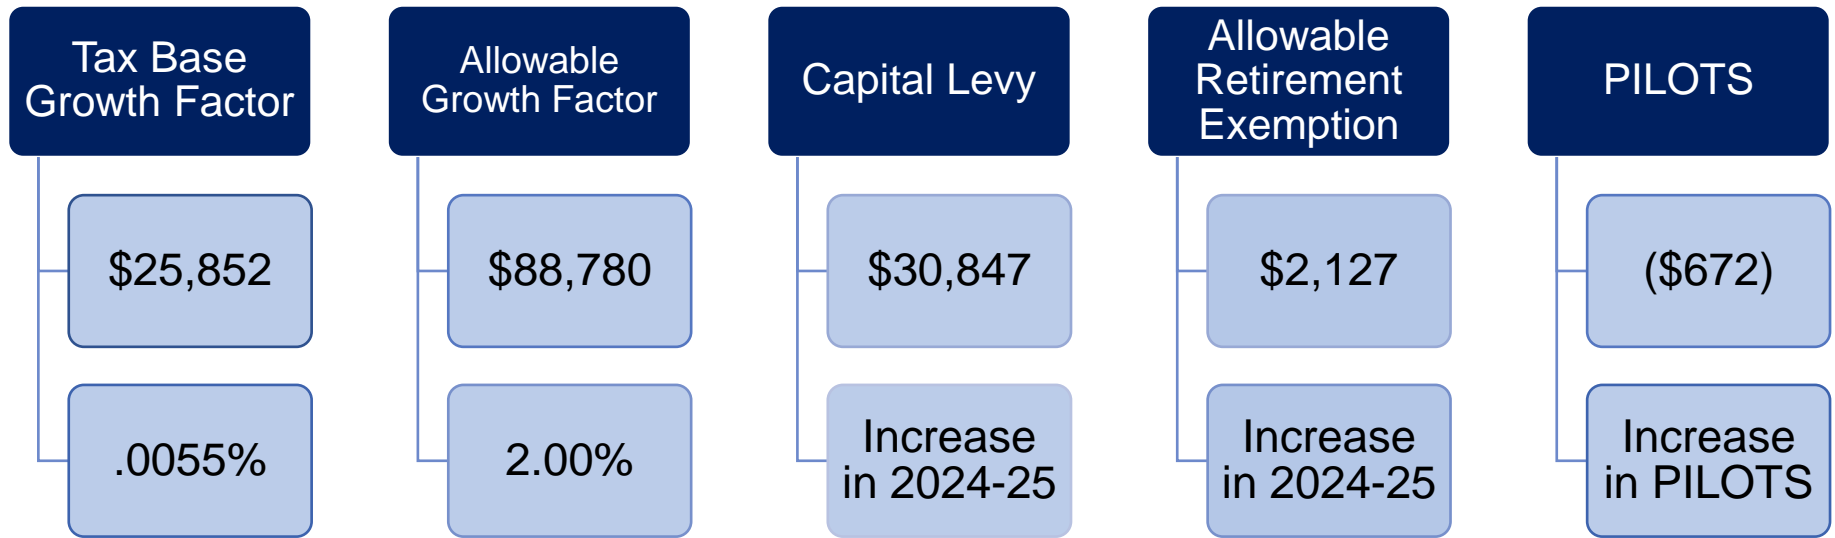 Tax Base
Growth Factor
$25,852
.0055%
Allowable
Growth Factor
$88,780
2.00%
Capital Levy
$30,847
Increase
in 2024-25
Allowable
Retirement
Exemption
$2,127
Increase
in 2024-25
PILOTS
($672)
Increase
in PILOTS